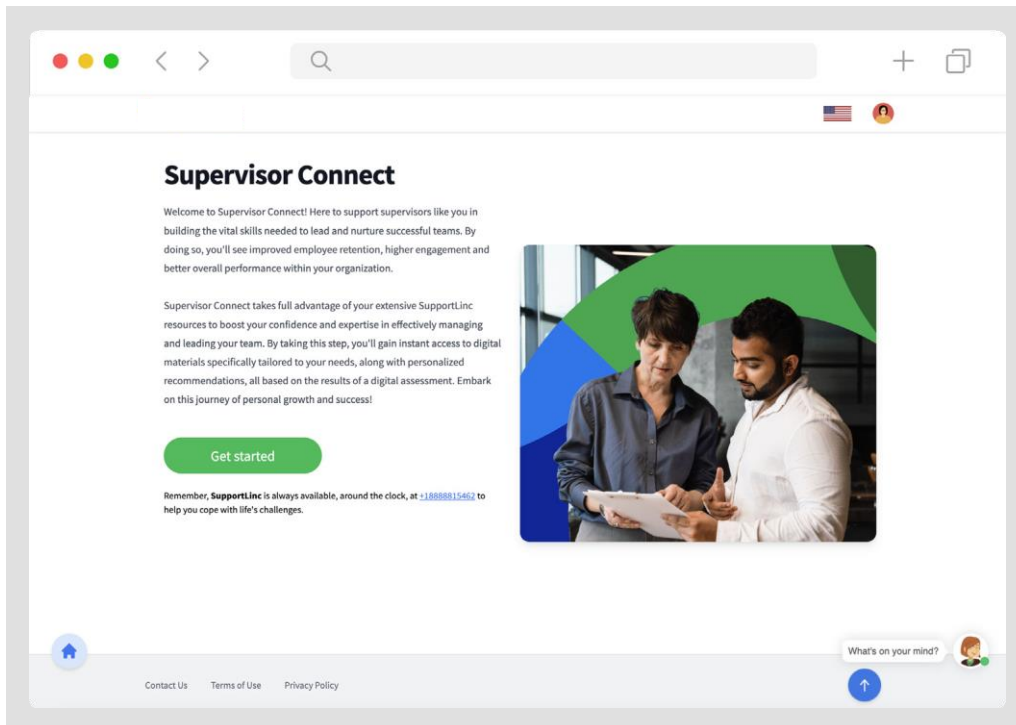 Supervisor Connect
Welcome to Supervisor Connect! Here to support supervisors like you in
building the vital skills needed to lead and nurture successful teams. By
doing so, you'll see improved employee retention, higher engagement and
better overall performance within your organization.
Supervisor Connect takes full advantage of your extensive SupportLinc
resources to boost your confidence and expertise in effectively managing
and leading your team. By taking this step, you'll gain instant access to digital
materials specifically tailored to your needs, along with personalized
recommendations, all based on the results of a digital assessment. Embark
on this journey of personal growth and success!
Get started
Remember, SupportLinc is always available, around the clock, at +18888815462 to
help you cope with life's challenges.
What's on your mind?
Contact Us Terms of Use Privacy Policy